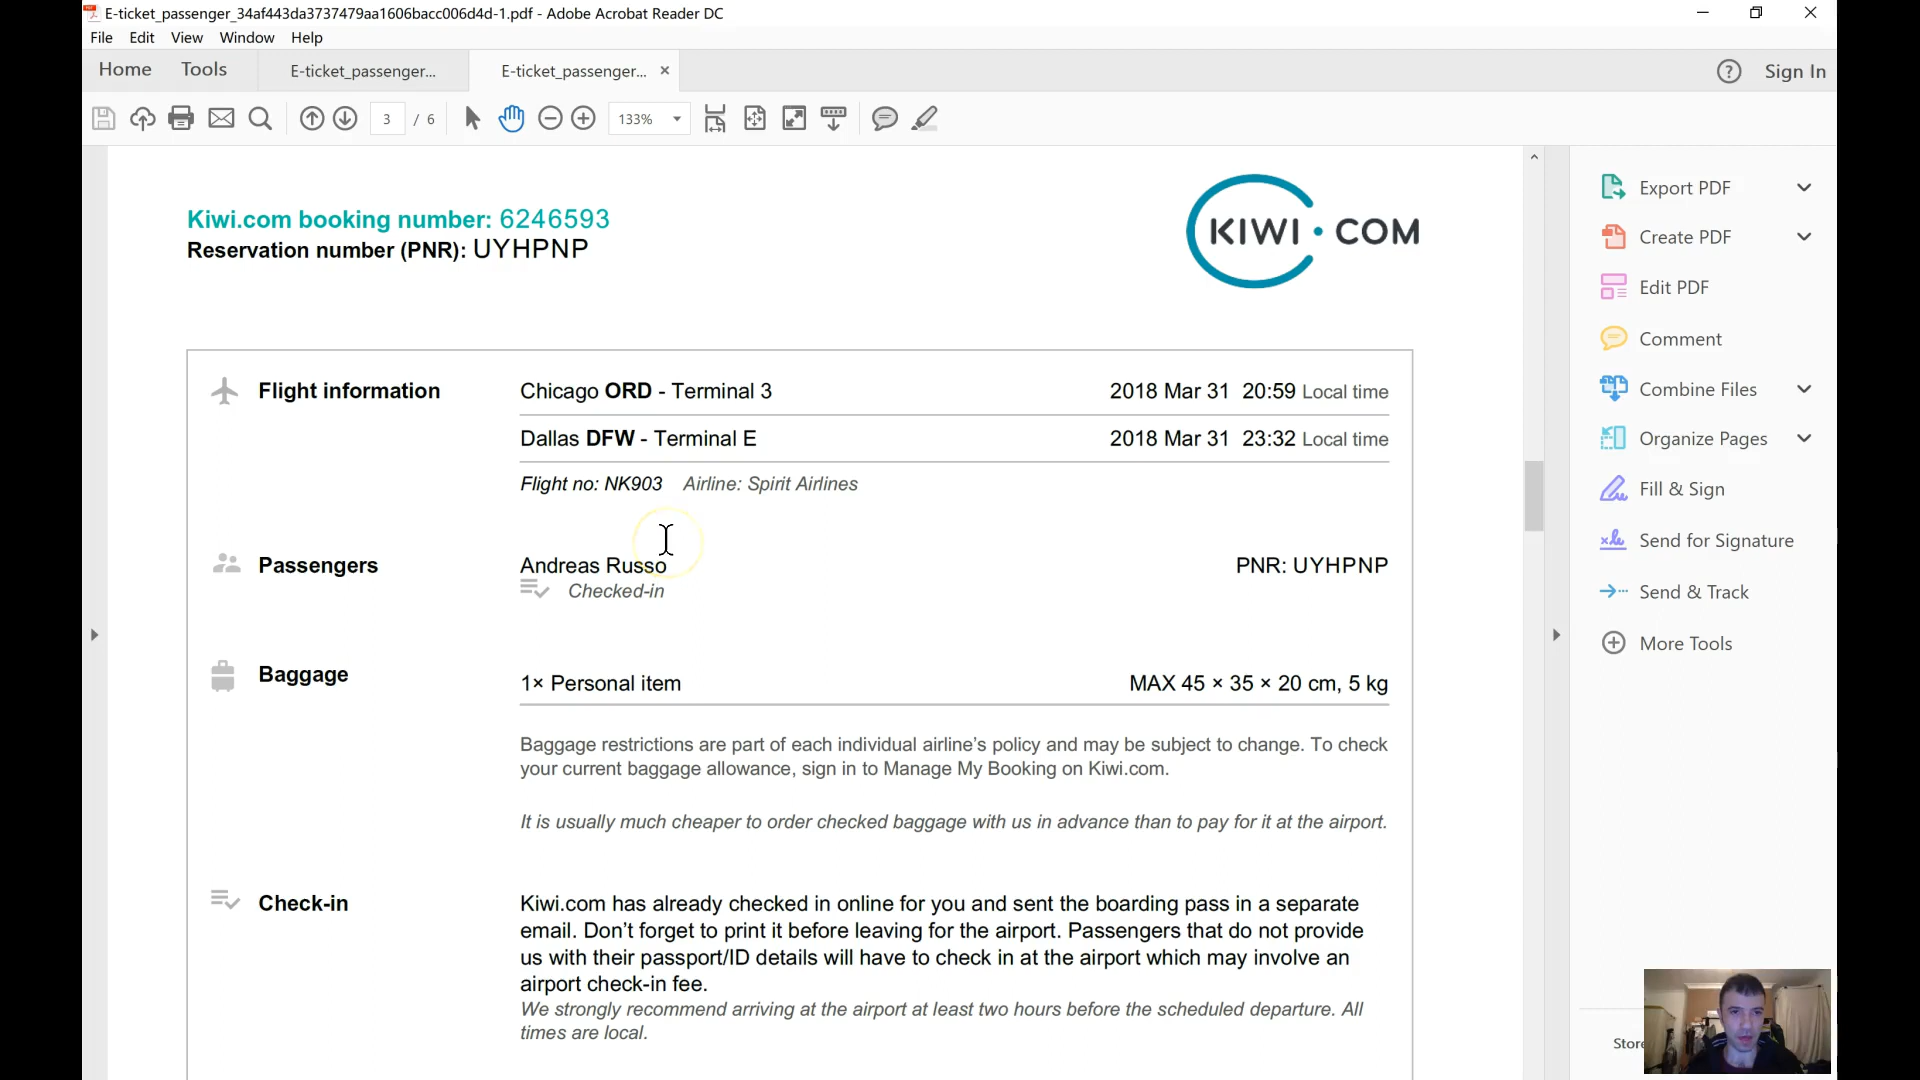 E-ticket_passenger_34af443da3737479aa1606bacc006d4d-1.pdf - Adobe Acrobat Reader DC
File Edit View Window Help
Home Tools E-ticket_passenger... E-ticket_passenger... × Sign In
3 / 6 133%
Kiwi.com booking number: 6246593
Reservation number (PNR): UYHPNP
KIWI·COM
Flight information Chicago ORD - Terminal 3 2018 Mar 31 20:59 Local time
Dallas DFW - Terminal E 2018 Mar 31 23:32 Local time
Flight no: NK903 Airline: Spirit Airlines
Passengers Andreas Russo PNR: UYHPNP
Checked-in
Baggage 1× Personal item MAX 45 × 35 × 20 cm, 5 kg
Baggage restrictions are part of each individual airline's policy and may be subject to change. To check
your current baggage allowance, sign in to Manage My Booking on Kiwi.com.
It is usually much cheaper to order checked baggage with us in advance than to pay for it at the airport.
Check-in Kiwi.com has already checked in online for you and sent the boarding pass in a separate
email. Don't forget to print it before leaving for the airport. Passengers that do not provide
us with their passport/ID details will have to check in at the airport which may involve an
airport check-in fee.
We strongly recommend arriving at the airport at least two hours before the scheduled departure. All
times are local.
Export PDF
Create PDF
Edit PDF
Comment
Combine Files
Organize Pages
Fill & Sign
Send for Signature
Send & Track
More Tools
Store